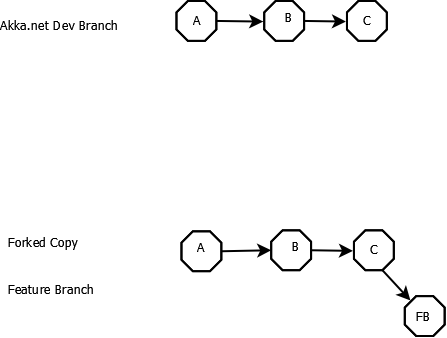 Akka.net Dev Branch
A B C
Forked Copy
A B C
Feature Branch
FB